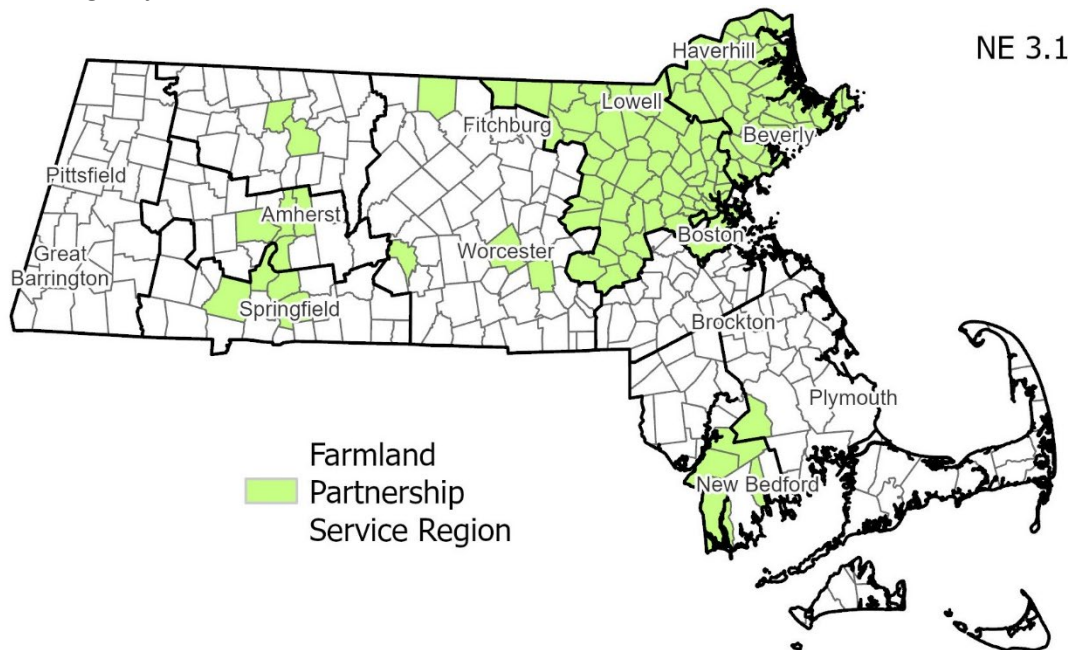 NE 3.1
Haverhill
Lowell
Fitchburg
Beverly
Pittsfield
Amherst
Boston
Worcester
Great
Barrington
Springfield
Brockton
Plymouth
New Bedford
Farmland
Partnership
Service Region